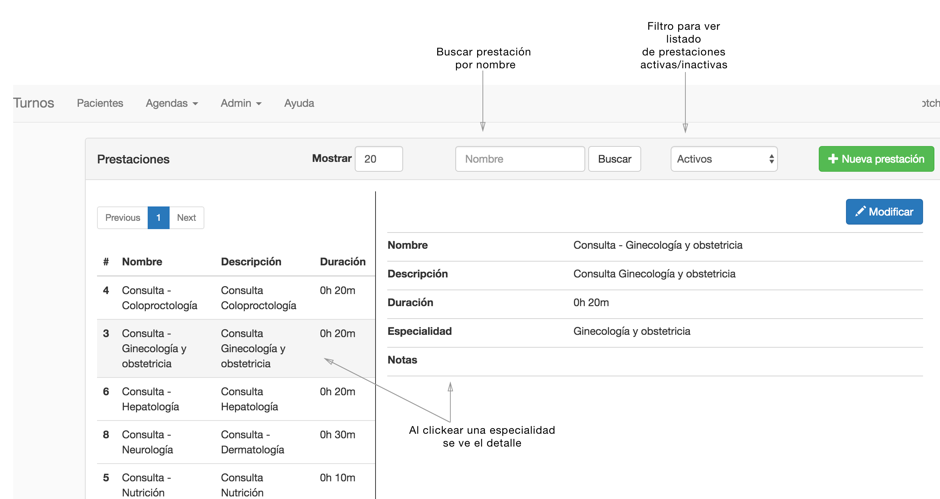 Filtro para ver
listado
de prestaciones
activas/inactivas
Buscar prestación
por nombre
Turnos Pacientes Agendas Admin Ayuda
Prestaciones Mostrar 20 Nombre Buscar Activos Nueva prestación
Previous 1 Next
Modificar
# Nombre Descripción Duración
4 Consulta - Consulta 0h 20m
Coloproctología Coloproctología
3 Consulta - Consulta 0h 20m
Ginecología y Ginecología y
obstetricia obstetricia
6 Consulta - Consulta 0h 20m
Hepatología Hepatología
8 Consulta - Consulta - 0h 30m
Neurología Dermatología
5 Consulta - Consulta 0h 10m
Nutrición Nutrición
Nombre Consulta - Ginecología y obstetricia
Descripción Consulta Ginecología y obstetricia
Duración 0h 20m
Especialidad Ginecología y obstetricia
Notas
Al clickear una especialidad
se ve el detalle